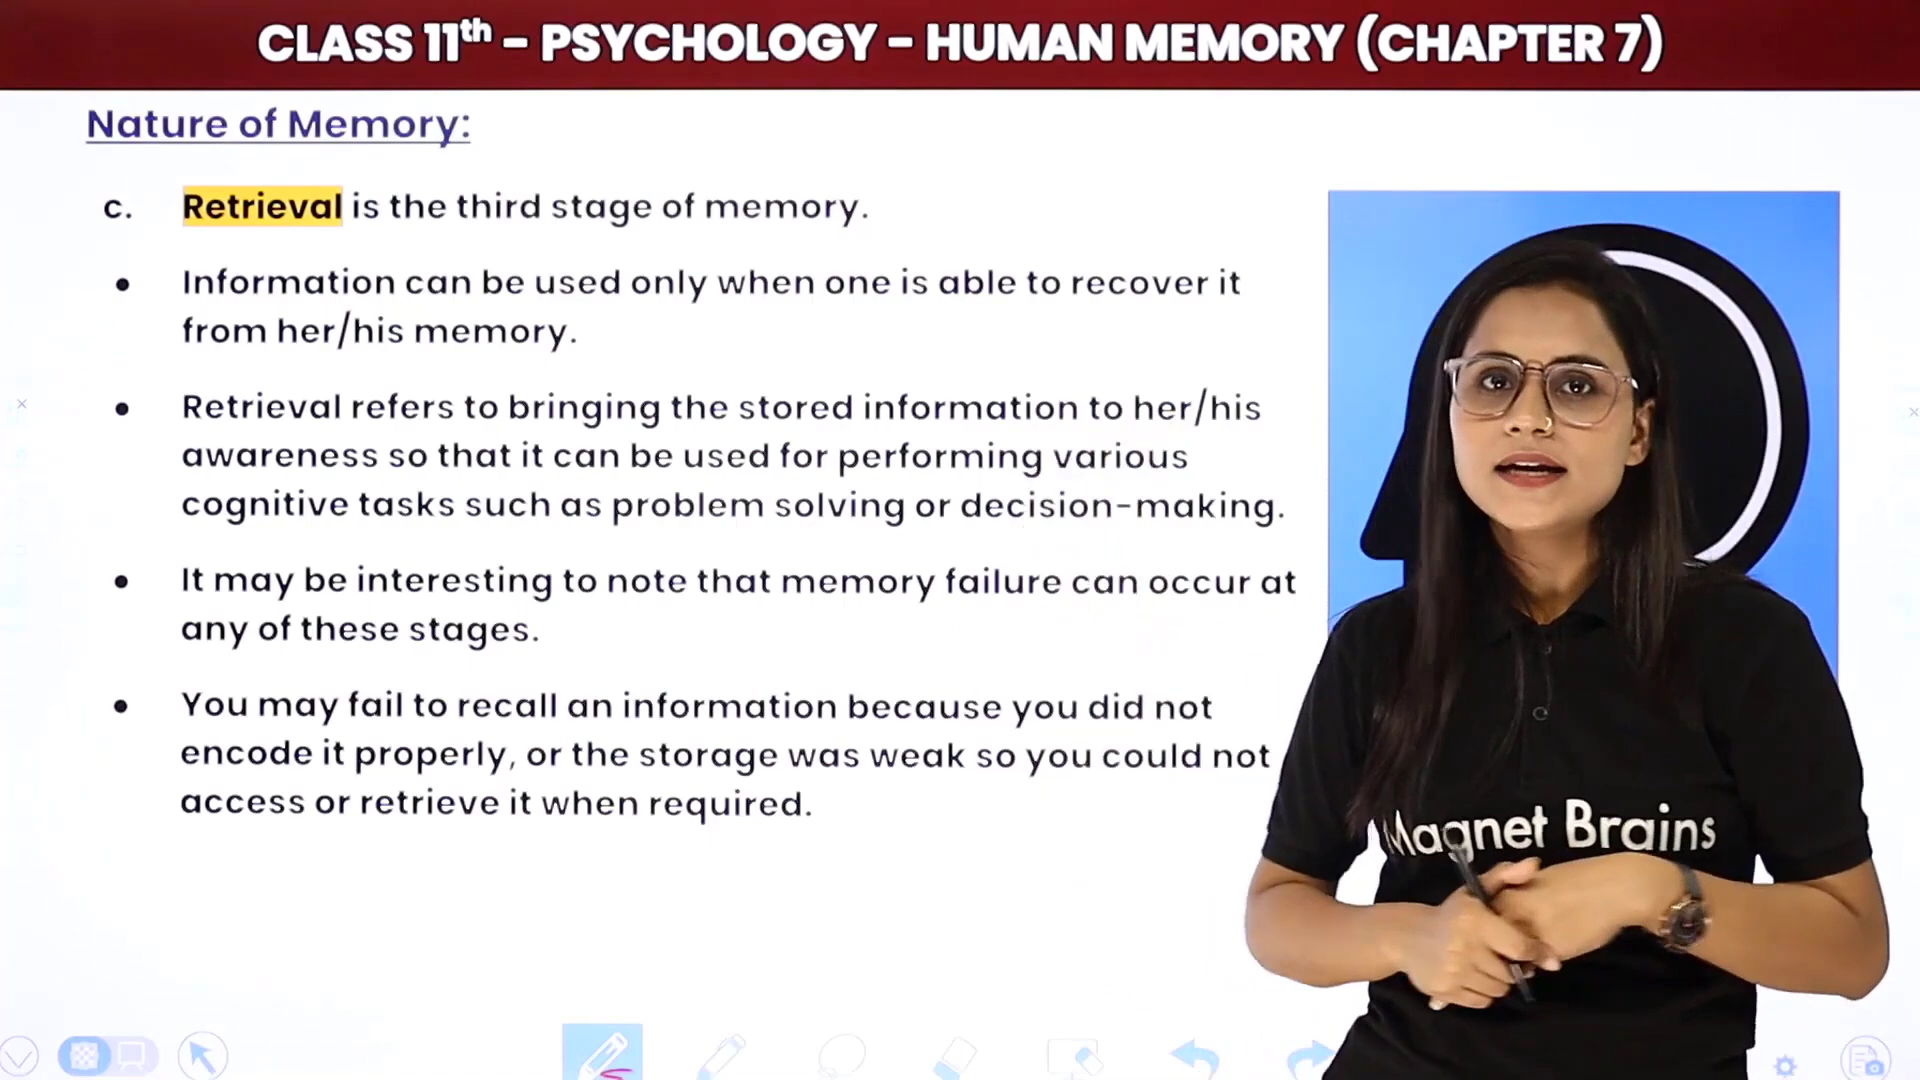 CLASS 11th - PSYCHOLOGY - HUMAN MEMORY (CHAPTER 7)
Nature of Memory:
c. Retrieval is the third stage of memory.
• Information can be used only when one is able to recover it
from her/his memory.
• Retrieval refers to bringing the stored information to her/his
awareness so that it can be used for performing various
cognitive tasks such as problem solving or decision-making.
• It may be interesting to note that memory failure can occur at
any of these stages.
• You may fail to recall an information because you did not
encode it properly, or the storage was weak so you could not
access or retrieve it when required.
Magnet Brains